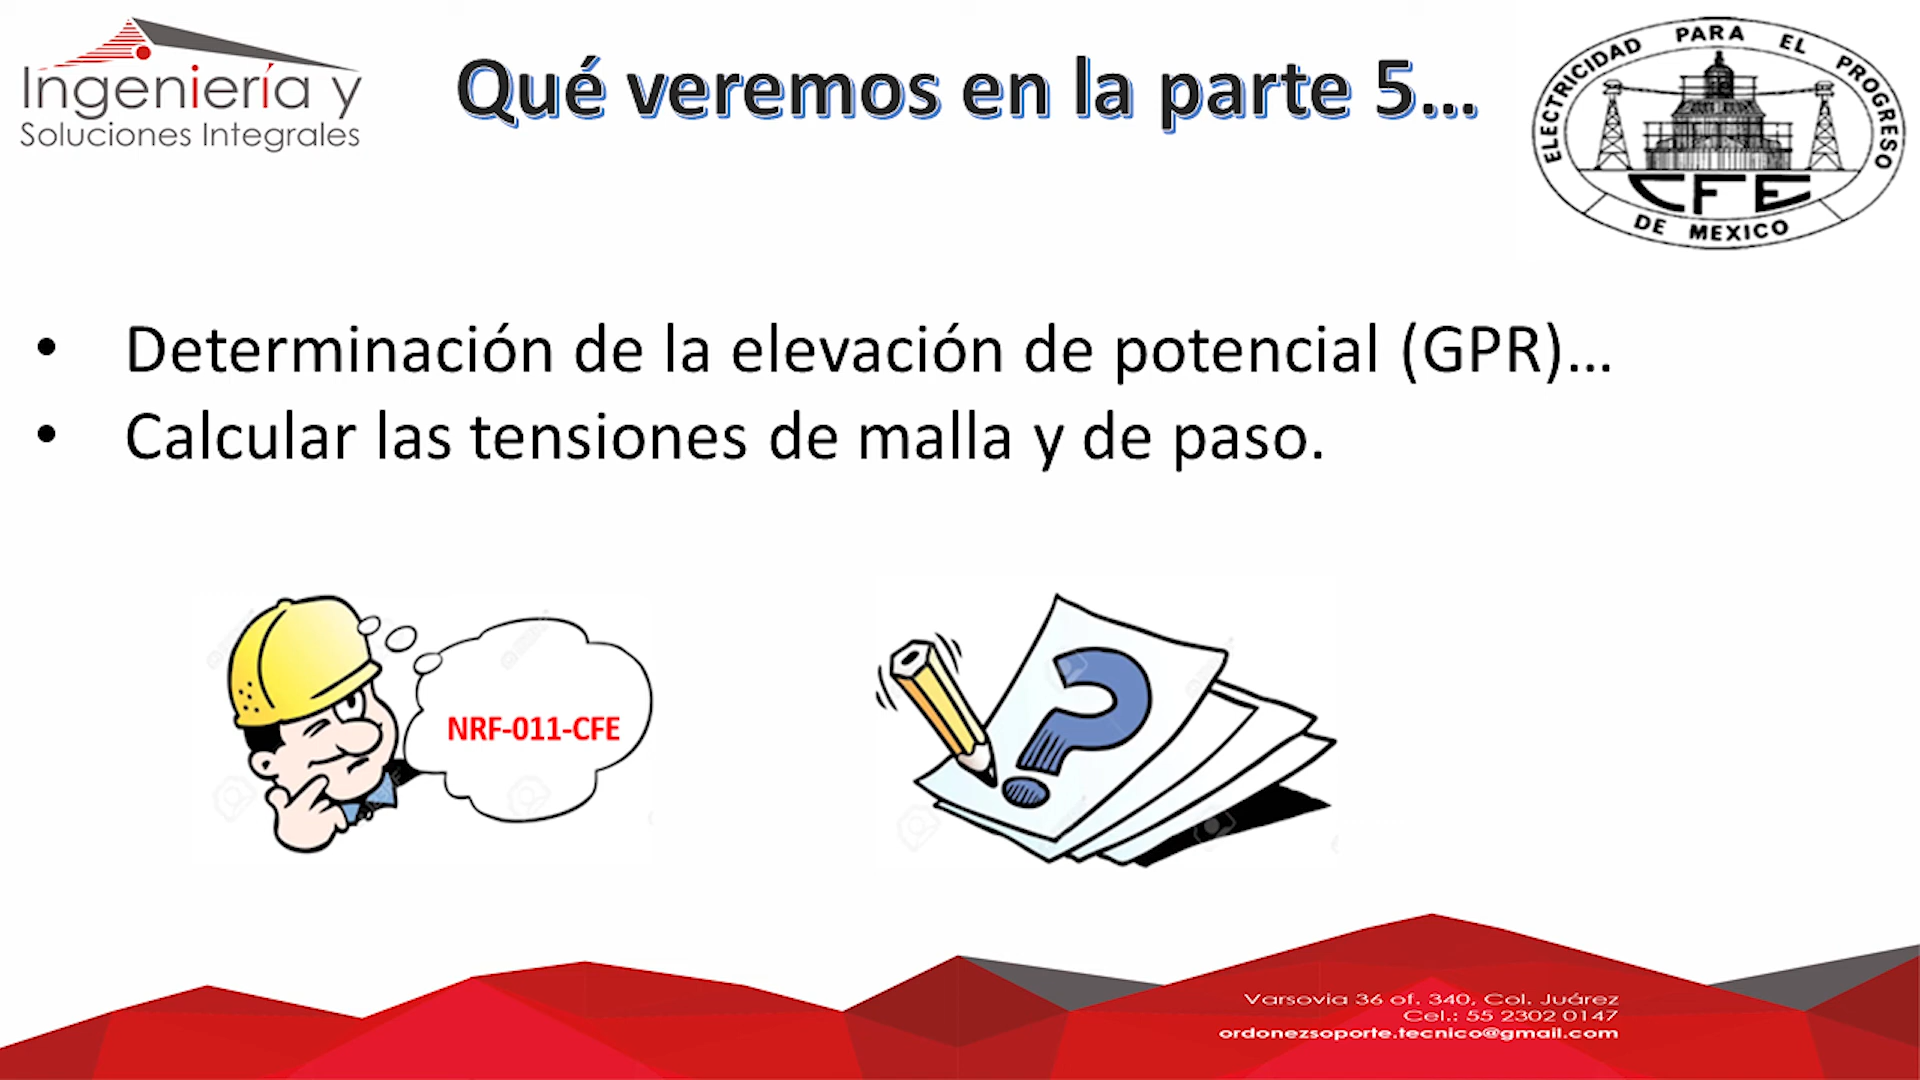 Ingeniería y
Soluciones Integrales
Qué veremos en la parte 5...
ELECTRICIDAD PARA EL PROGRESO
CFE
DE MEXICO
• Determinación de la elevación de potencial (GPR)...
• Calcular las tensiones de malla y de paso.
NRF-011-CFE
?
Varsovia 36 of. 340, Col. Juárez
Cel.: 55 2302 0147
ordonezsoporte.tecnico@gmail.com